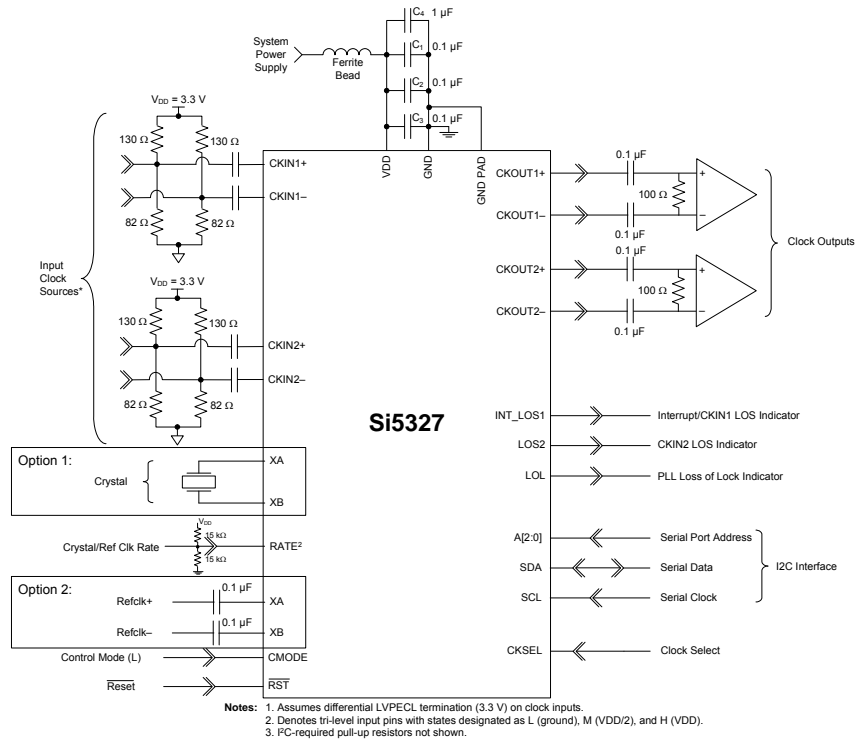 C4 1 µF
System
Power
Supply
Ferrite
Bead
C1 0.1 µF
C2 0.1 µF
C3 0.1 µF
VDD = 3.3 V
130 Ω
130 Ω
82 Ω
82 Ω
CKIN1+
CKIN1–
VDD
GND
GND PAD
CKOUT1+
0.1 µF
100 Ω
+
–
CKOUT1–
0.1 µF
Clock Outputs
Input
Clock
Sources*
VDD = 3.3 V
130 Ω
130 Ω
82 Ω
82 Ω
CKIN2+
CKIN2–
CKOUT2+
0.1 µF
100 Ω
+
–
CKOUT2–
0.1 µF
Si5327
INT_LOS1
Interrupt/CKIN1 LOS Indicator
LOS2
CKIN2 LOS Indicator
LOL
PLL Loss of Lock Indicator
Option 1:
Crystal
XA
XB
VDD
15 kΩ
15 kΩ
Crystal/Ref Clk Rate
RATE2
A[2:0]
Serial Port Address
SDA
Serial Data
I2C Interface
SCL
Serial Clock
Option 2:
Refclk+
0.1 µF
XA
Refclk–
0.1 µF
XB
Control Mode (L)
CMODE
CKSEL
Clock Select
Reset
RST
Notes: 1. Assumes differential LVPECL termination (3.3 V) on clock inputs.
2. Denotes tri-level input pins with states designated as L (ground), M (VDD/2), and H (VDD).
3. I²C-required pull-up resistors not shown.